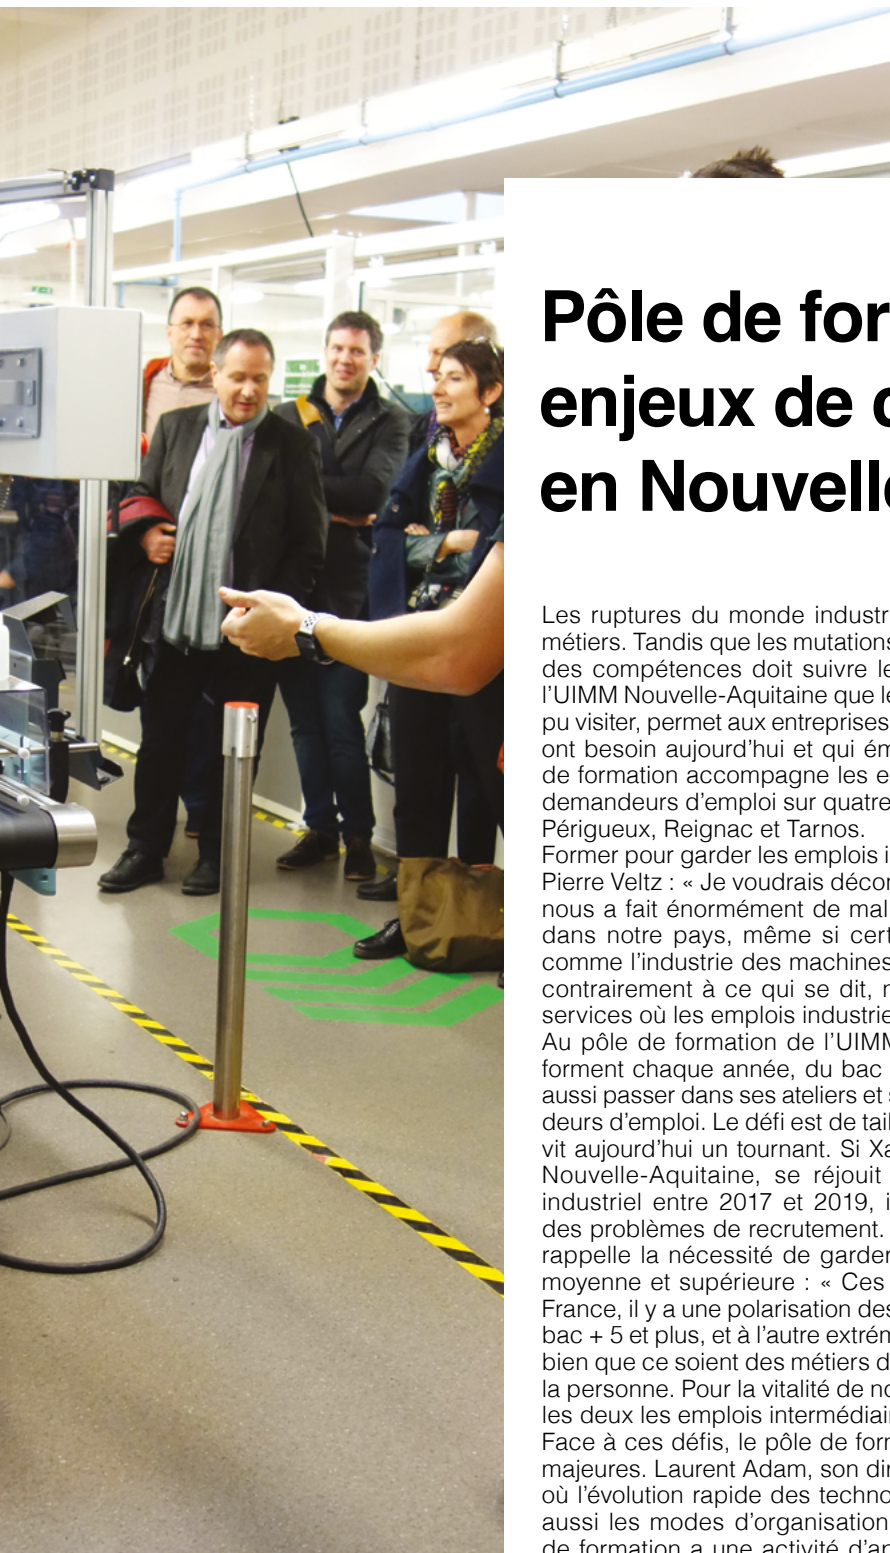 Pôle de for
enjeux de
en Nouvelle
Les ruptures du monde industr
métiers. Tandis que les mutations
des compétences doit suivre le
l'UIMM Nouvelle-Aquitaine que le
pu visiter, permet aux entreprises
ont besoin aujourd'hui et qui ém
de formation accompagne les e
demandeurs d'emploi sur quatre
Périgueux, Reignac et Tarnos.
Former pour garder les emplois i
Pierre Veltz : « Je voudrais décor
nous a fait énormément de mal
dans notre pays, même si cert
comme l'industrie des machines
contrairement à ce qui se dit, n
services où les emplois industrie
Au pôle de formation de l'UIMM
forment chaque année, du bac
aussi passer dans ses ateliers et s
deurs d'emploi. Le défi est de tail
vit aujourd'hui un tournant. Si Xa
Nouvelle-Aquitaine, se réjouit
industriel entre 2017 et 2019, i
des problèmes de recrutement.
rappelle la nécessité de garder
moyenne et supérieure : « Ces
France, il y a une polarisation des
bac + 5 et plus, et à l'autre extrém
bien que ce soient des métiers d
la personne. Pour la vitalité de no
les deux les emplois intermédiair
Face à ces défis, le pôle de forn
majeures. Laurent Adam, son dir
où l'évolution rapide des techno
aussi les modes d'organisation
de formation a une activité d'ap